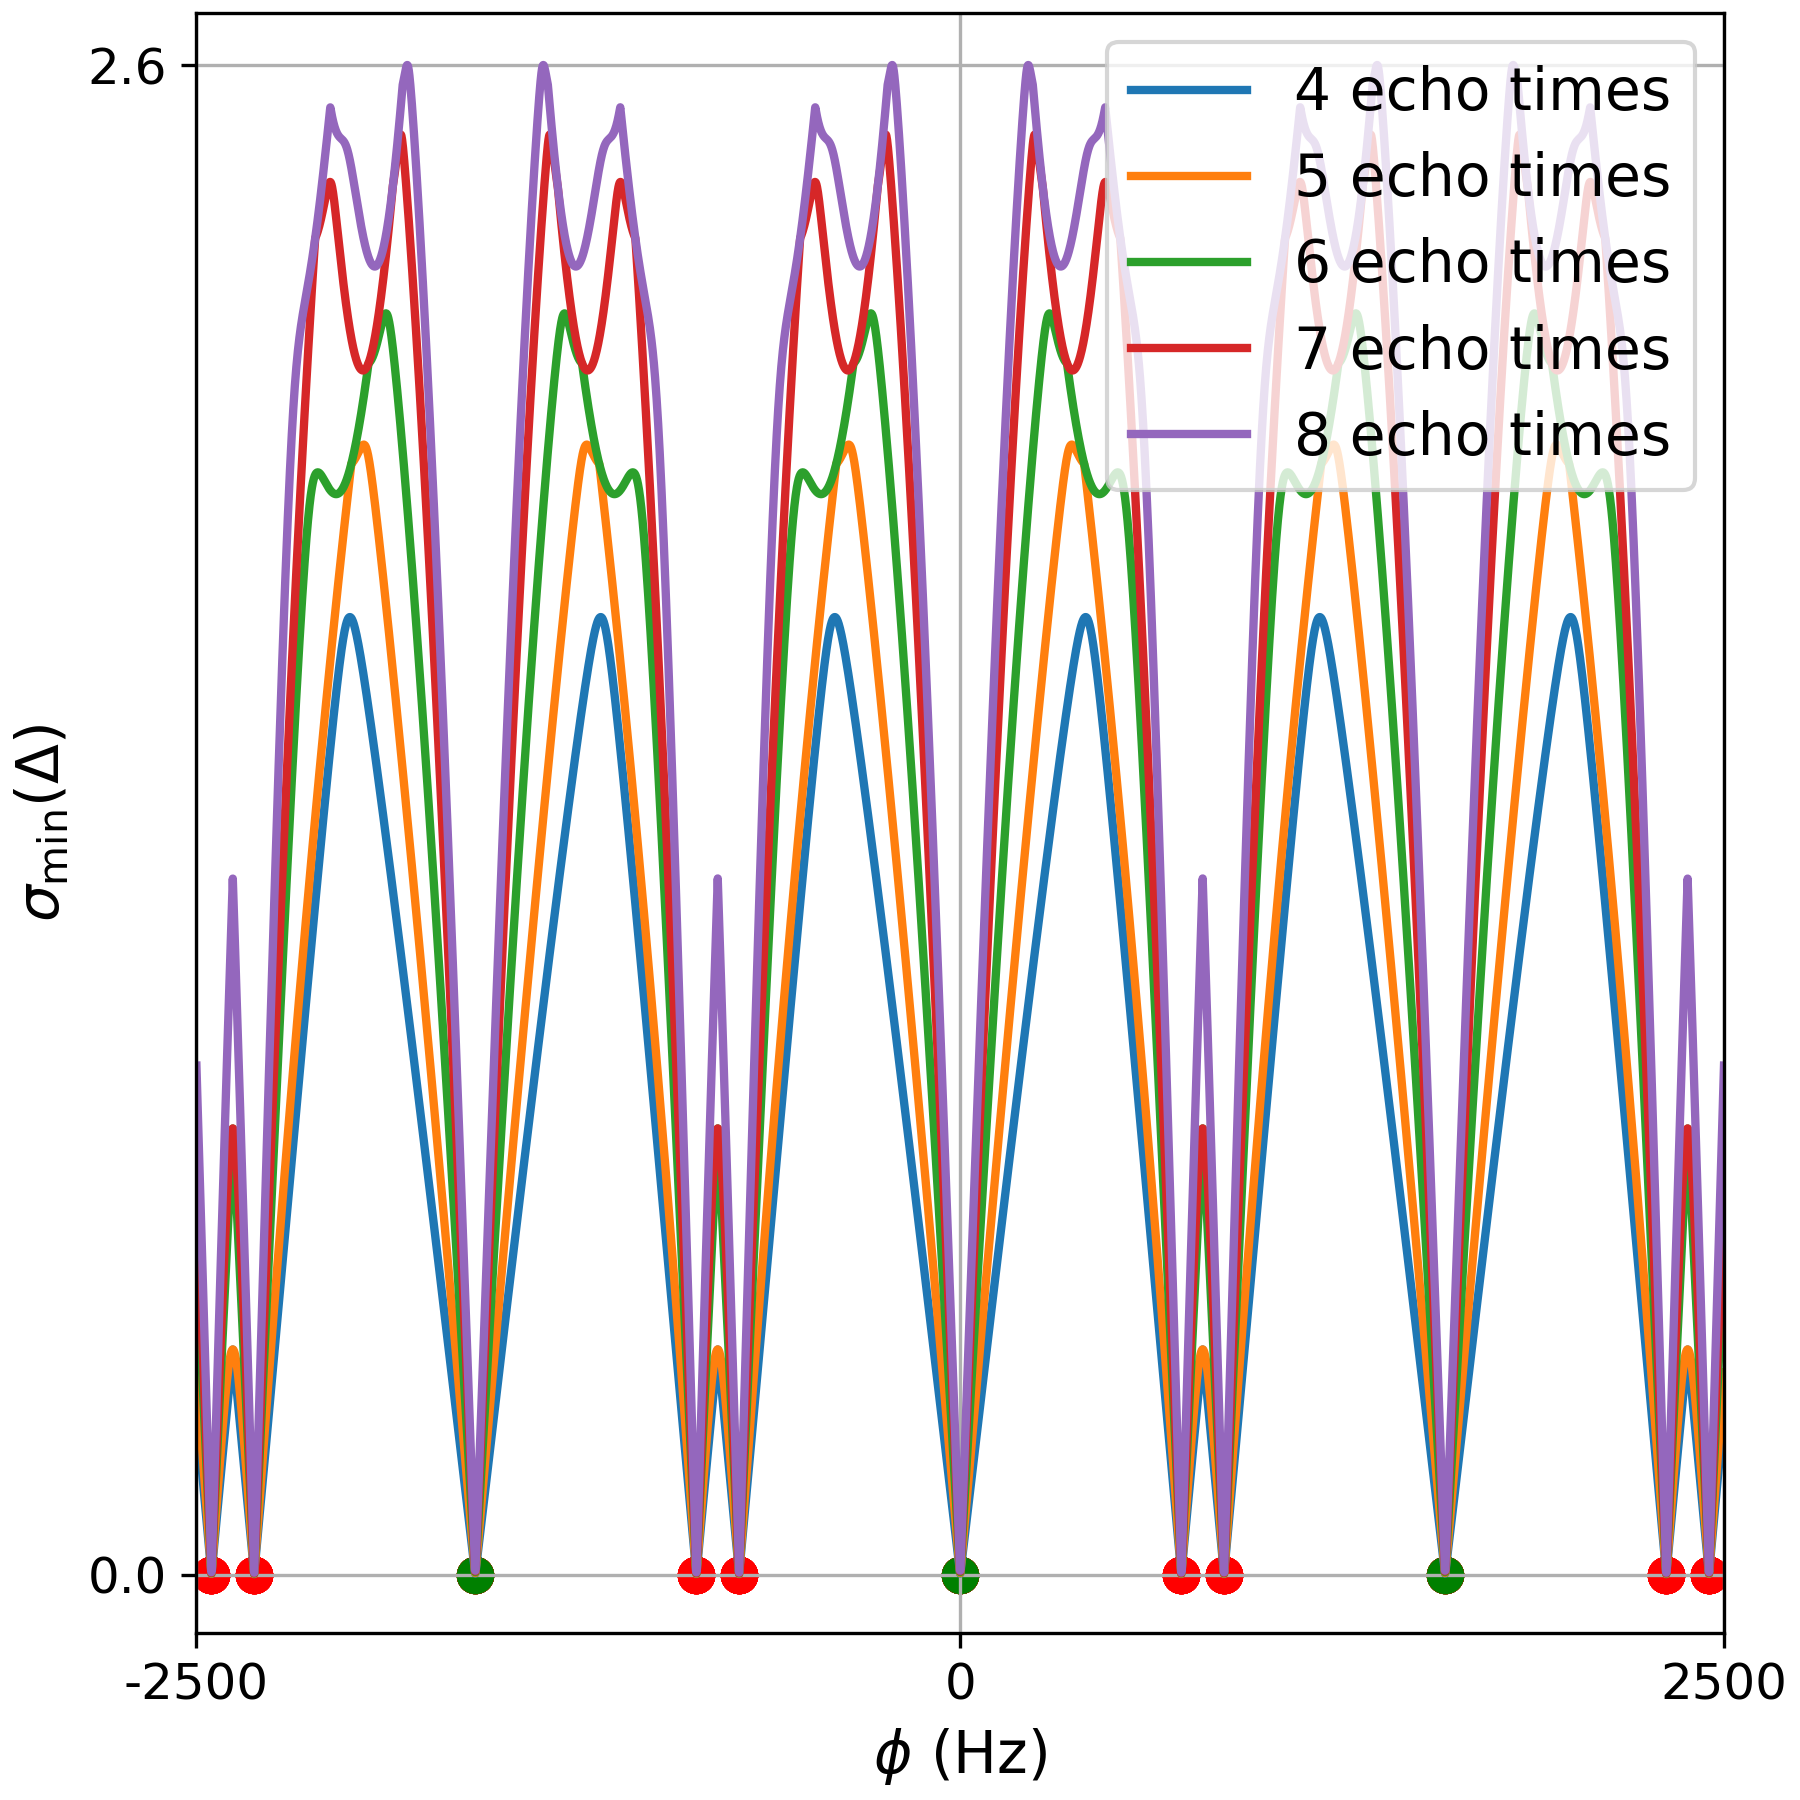 2.6
4 echo times
5 echo times
6 echo times
7 echo times
8 echo times
σmin(Δ)
0.0
-2500 0 2500
ϕ (Hz)